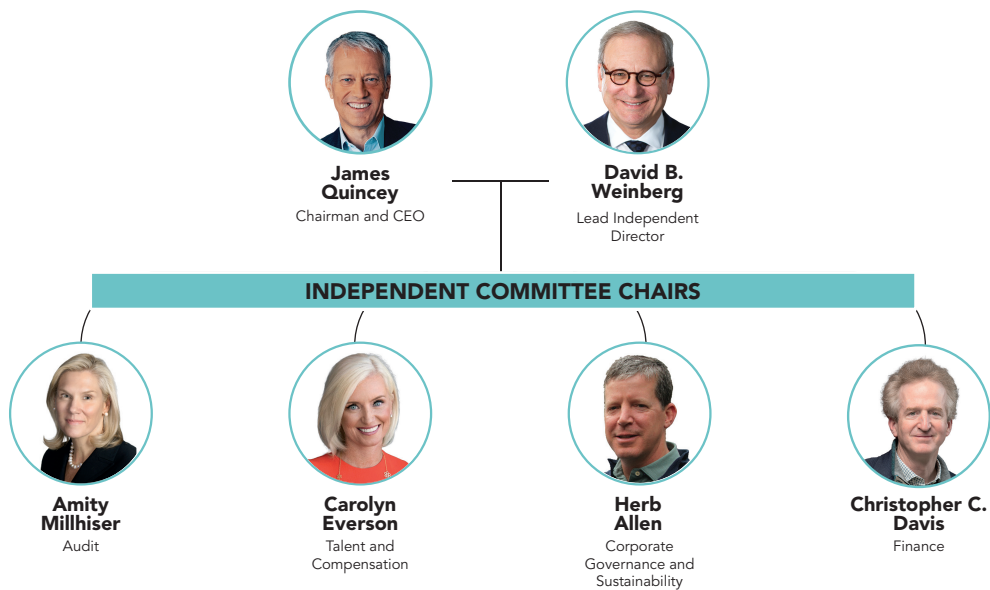 James
Quincey
Chairman and CEO
David B.
Weinberg
Lead Independent
Director
INDEPENDENT COMMITTEE CHAIRS
Amity
Millhiser
Audit
Carolyn
Everson
Talent and
Compensation
Herb
Allen
Corporate
Governance and
Sustainability
Christopher C.
Davis
Finance